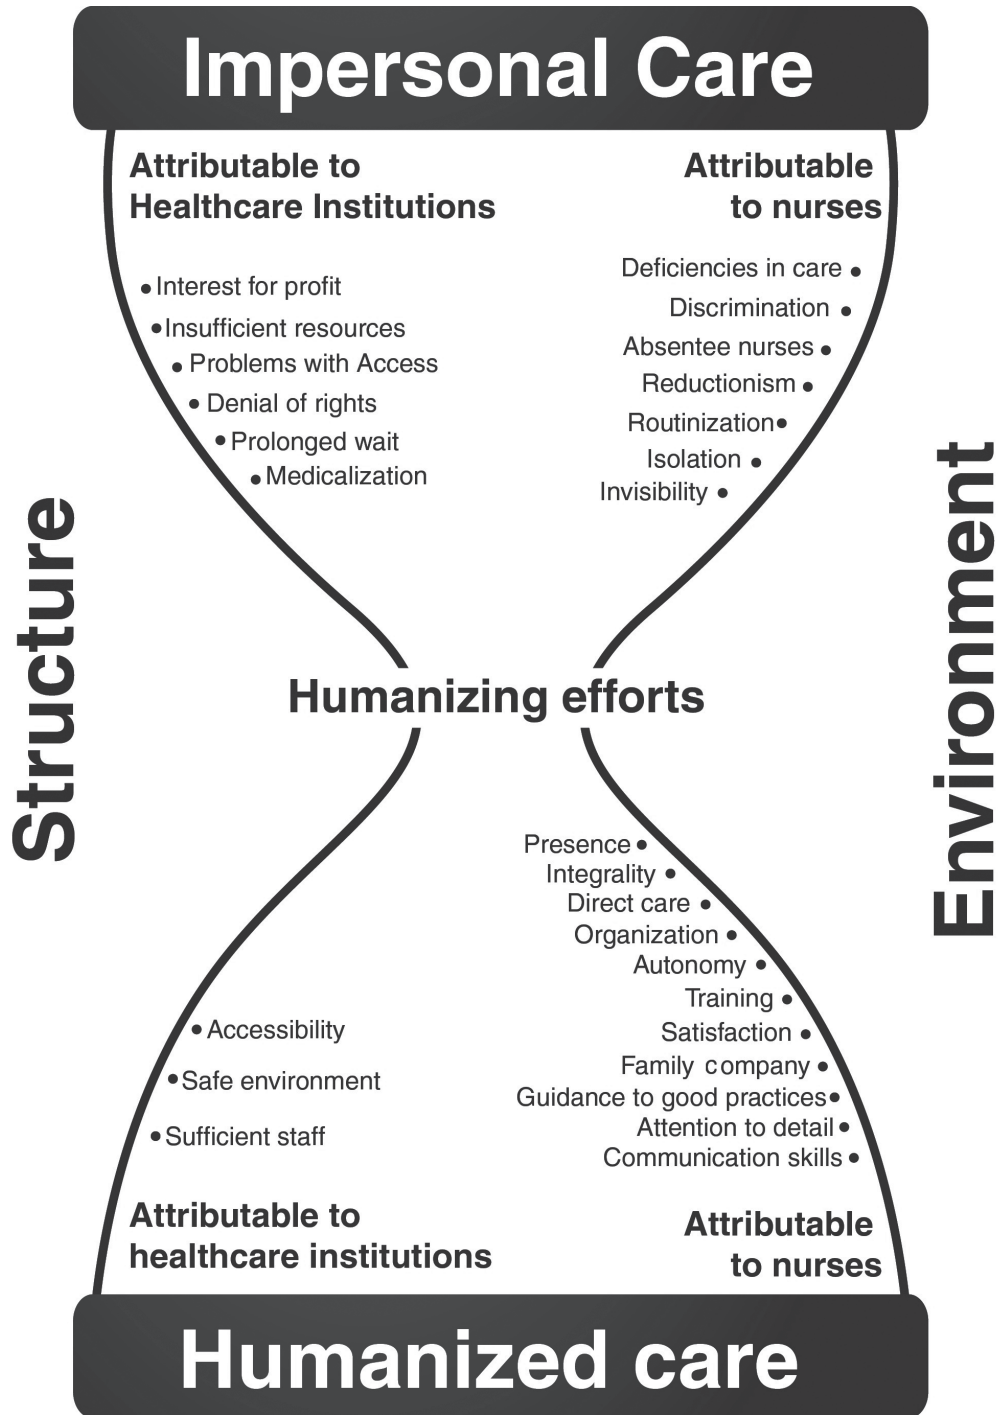 Impersonal Care
Attributable to
Healthcare Institutions
Interest for profit
Insufficient resources
Problems with Access
Denial of rights
Prolonged wait
Medicalization
Attributable
to nurses
Deficiencies in care
Discrimination
Absentee nurses
Reductionism
Routinization
Isolation
Invisibility
Structure
Environment
Humanizing efforts
Accessibility
Safe environment
Sufficient staff
Attributable to
healthcare institutions
Presence
Integrality
Direct care
Organization
Autonomy
Training
Satisfaction
Family company
Guidance to good practices
Attention to detail
Communication skills
Attributable
to nurses
Humanized care